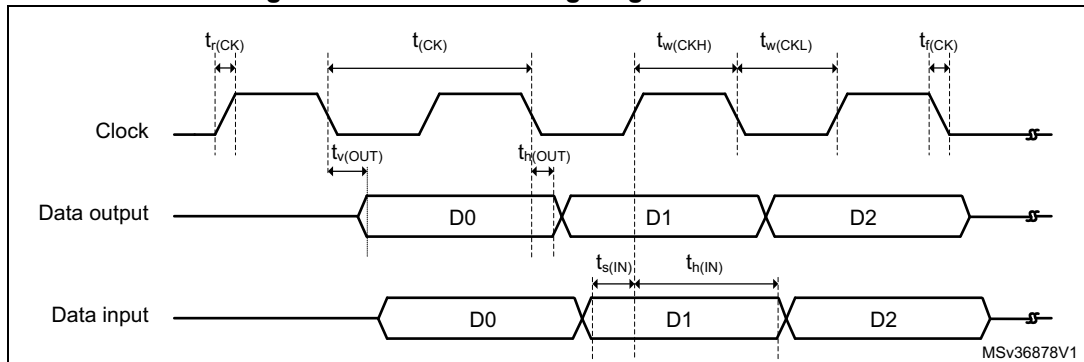 t_r(CK) t_(CK) t_w(CKH) t_w(CKL) t_f(CK)
Clock
t_v(OUT) t_h(OUT)
Data output D0 D1 D2
t_s(IN) t_h(IN)
Data input D0 D1 D2
MSv36878V1